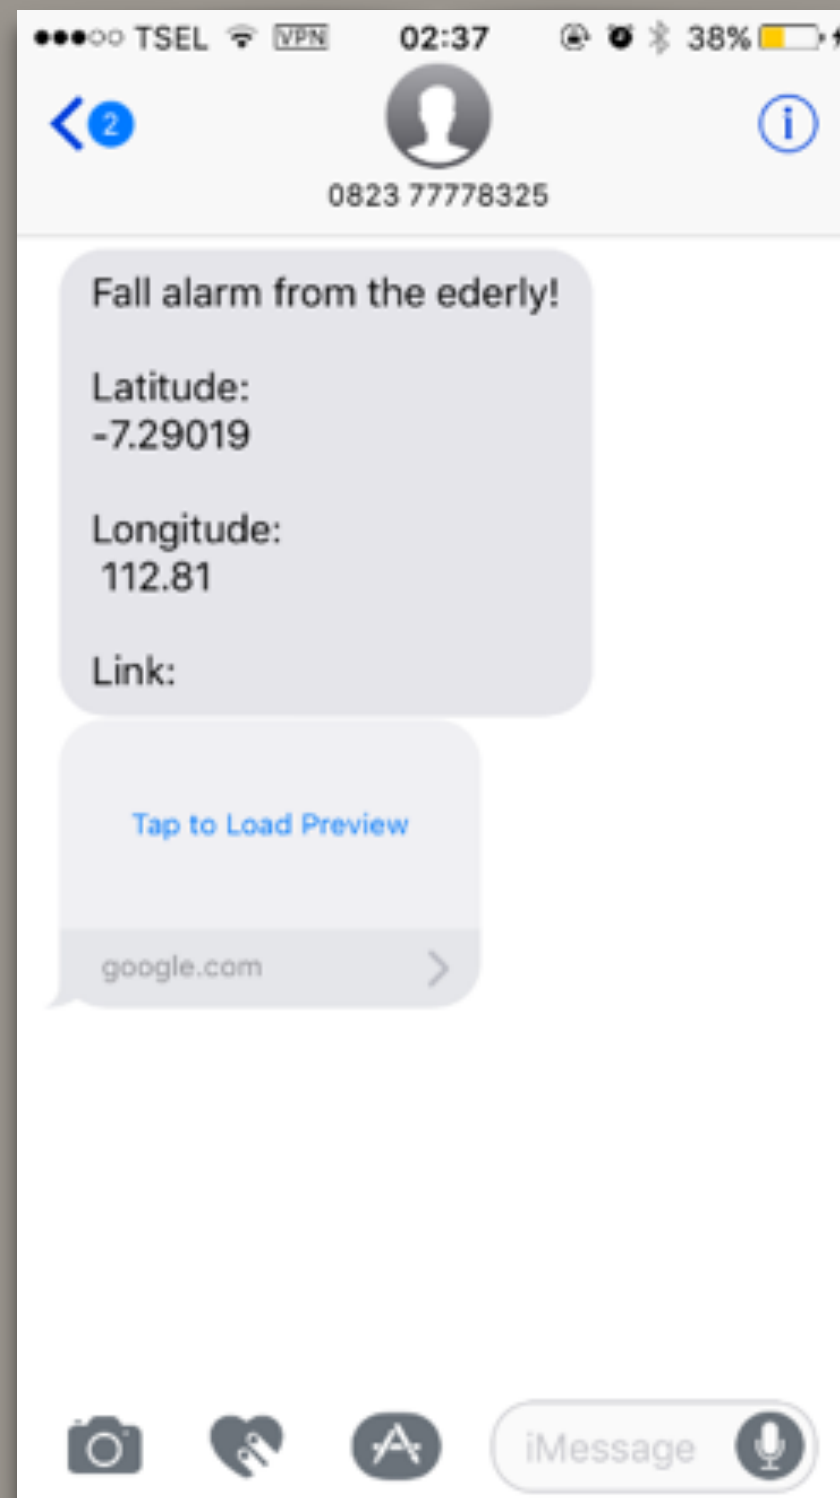 TSEL VPN 02:37 38%
2
0823 77778325
Fall alarm from the ederly!
Latitude:
-7.29019
Longitude:
112.81
Link:
Tap to Load Preview
google.com
iMessage